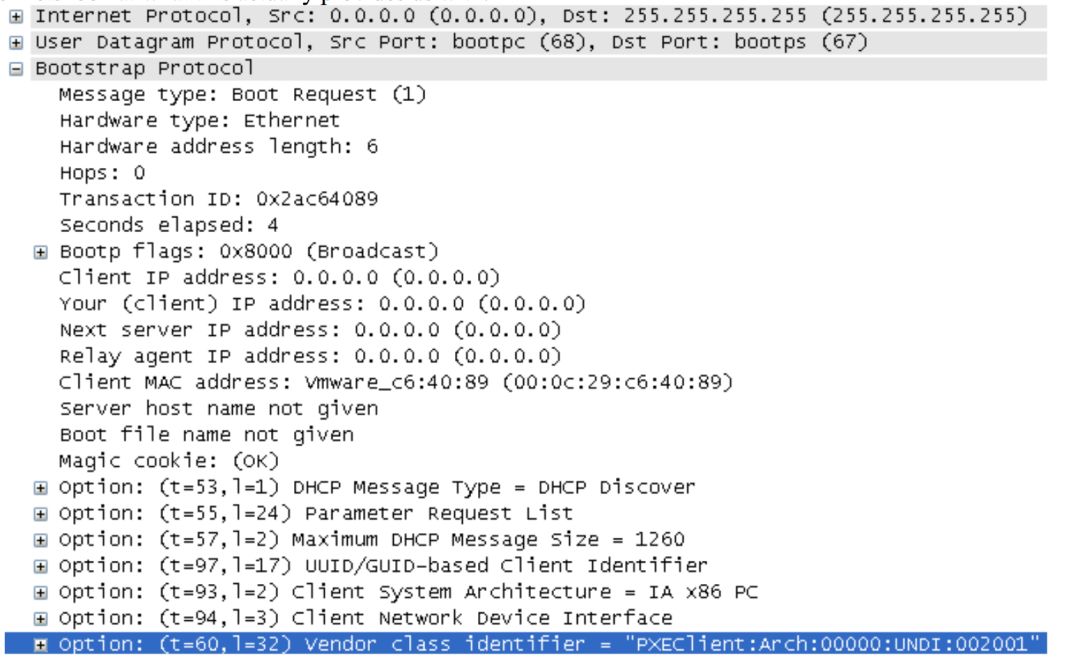 Internet Protocol, Src: 0.0.0.0 (0.0.0.0), Dst: 255.255.255.255 (255.255.255.255)
User Datagram Protocol, Src Port: bootpc (68), Dst Port: bootps (67)
Bootstrap Protocol
Message type: Boot Request (1)
Hardware type: Ethernet
Hardware address length: 6
Hops: 0
Transaction ID: 0x2ac64089
Seconds elapsed: 4
Bootp flags: 0x8000 (Broadcast)
Client IP address: 0.0.0.0 (0.0.0.0)
Your (client) IP address: 0.0.0.0 (0.0.0.0)
Next server IP address: 0.0.0.0 (0.0.0.0)
Relay agent IP address: 0.0.0.0 (0.0.0.0)
Client MAC address: Vmware_c6:40:89 (00:0c:29:c6:40:89)
Server host name not given
Boot file name not given
Magic cookie: (OK)
Option: (t=53,l=1) DHCP Message Type = DHCP Discover
Option: (t=55,l=24) Parameter Request List
Option: (t=57,l=2) Maximum DHCP Message Size = 1260
Option: (t=97,l=17) UUID/GUID-based Client Identifier
Option: (t=93,l=2) Client System Architecture = IA x86 PC
Option: (t=94,l=3) Client Network Device Interface
Option: (t=60,l=32) Vendor class identifier = "PXEClient:Arch:00000:UNDI:002001"